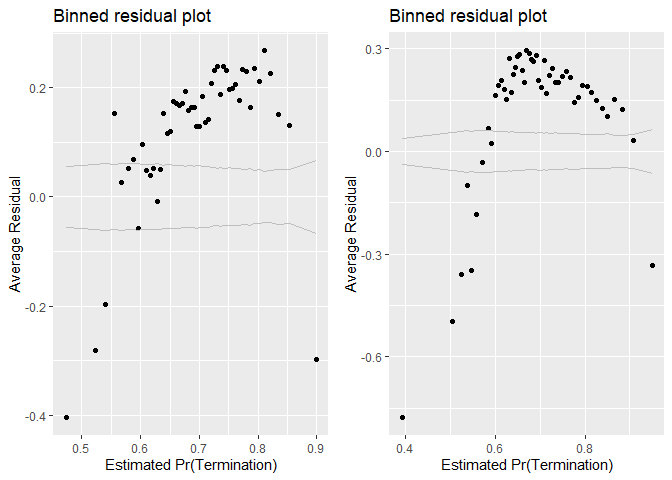 Binned residual plot
Average Residual
0.2
0.0
-0.2
-0.4
0.5 0.6 0.7 0.8 0.9
Estimated Pr(Termination)
Binned residual plot
Average Residual
0.3
0.0
-0.3
-0.6
0.4 0.6 0.8
Estimated Pr(Termination)